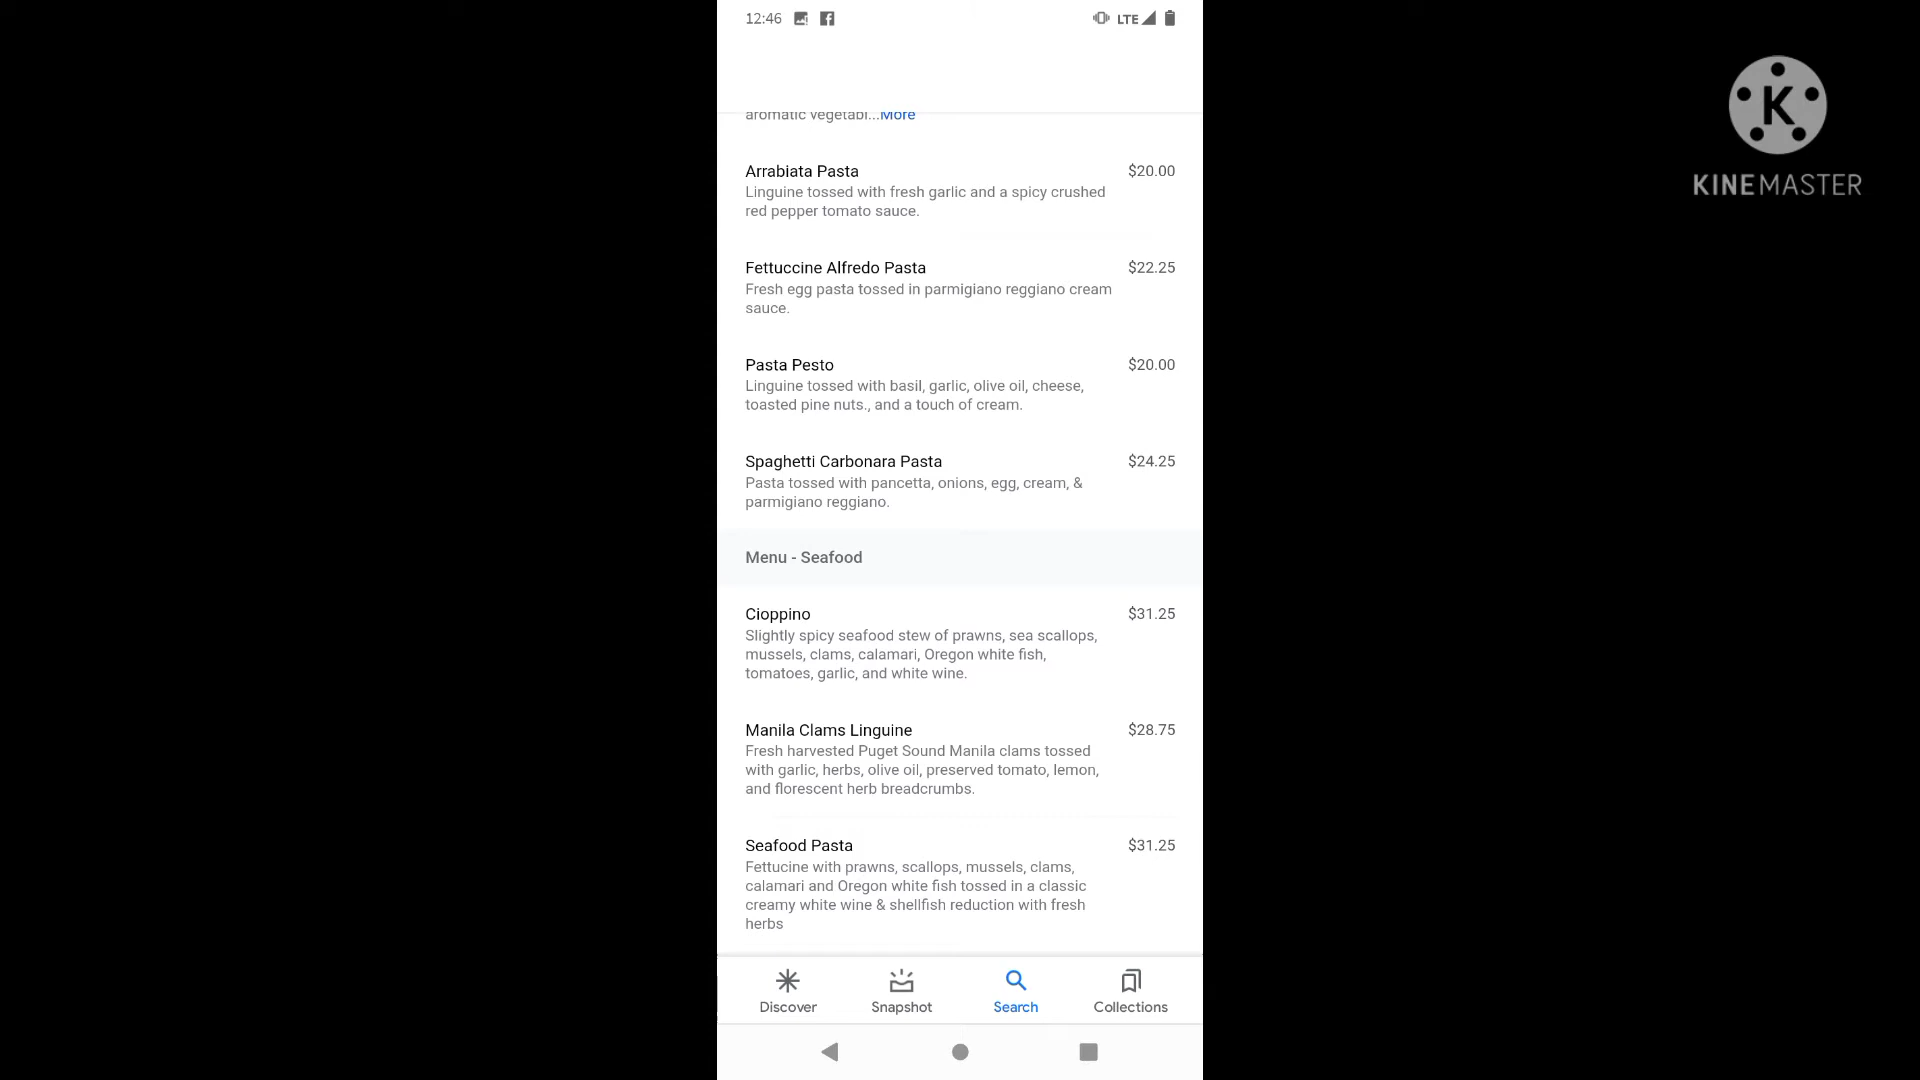 12:46
LTE
aromatic vegetabl...More
Arrabiata Pasta $20.00
Linguine tossed with fresh garlic and a spicy crushed
red pepper tomato sauce.
Fettuccine Alfredo Pasta $22.25
Fresh egg pasta tossed in parmigiano reggiano cream
sauce.
Pasta Pesto $20.00
Linguine tossed with basil, garlic, olive oil, cheese,
toasted pine nuts., and a touch of cream.
Spaghetti Carbonara Pasta $24.25
Pasta tossed with pancetta, onions, egg, cream, &
parmigiano reggiano.
Menu - Seafood
Cioppino $31.25
Slightly spicy seafood stew of prawns, sea scallops,
mussels, clams, calamari, Oregon white fish,
tomatoes, garlic, and white wine.
Manila Clams Linguine $28.75
Fresh harvested Puget Sound Manila clams tossed
with garlic, herbs, olive oil, preserved tomato, lemon,
and florescent herb breadcrumbs.
Seafood Pasta $31.25
Fettucine with prawns, scallops, mussels, clams,
calamari and Oregon white fish tossed in a classic
creamy white wine & shellfish reduction with fresh
herbs
Discover Snapshot Search Collections
K
KINEMASTER